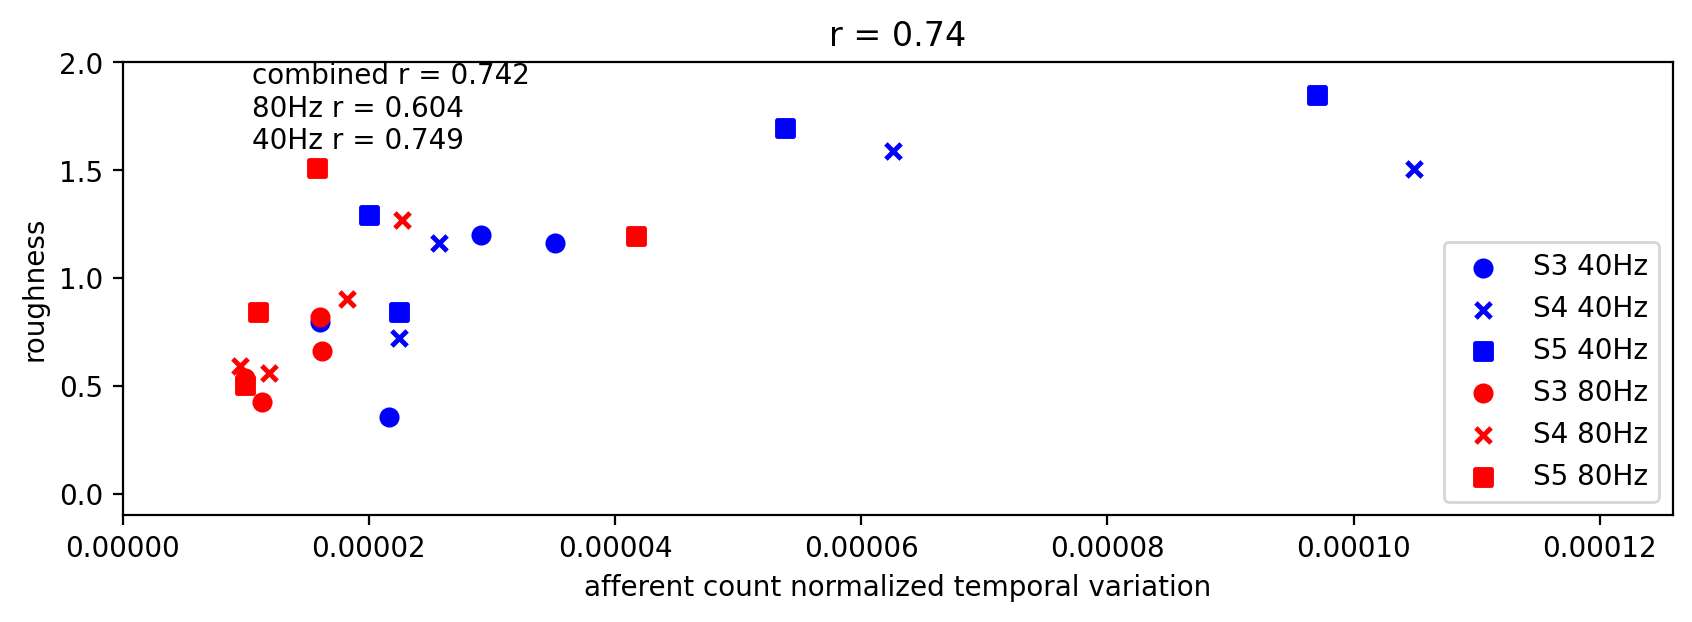 r = 0.74
combined r = 0.742
80Hz r = 0.604
40Hz r = 0.749
2.0
1.5
1.0
0.5
0.0
roughness
S3 40Hz
S4 40Hz
S5 40Hz
S3 80Hz
S4 80Hz
S5 80Hz
0.00000 0.00002 0.00004 0.00006 0.00008 0.00010 0.00012
afferent count normalized temporal variation